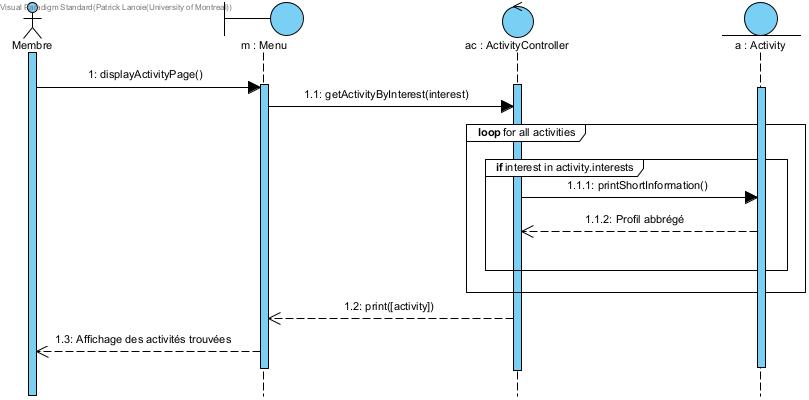 Visual Paradigm Standard(Patrick Lanoie(University of Montreal))
Membre
m : Menu
ac : ActivityController
a : Activity
1: displayActivityPage()
1.1: getActivityByInterest(interest)
loop for all activities
if interest in activity.interests
1.1.1: printShortInformation()
1.1.2: Profil abbrégé
1.2: print([activity])
1.3: Affichage des activités trouvées